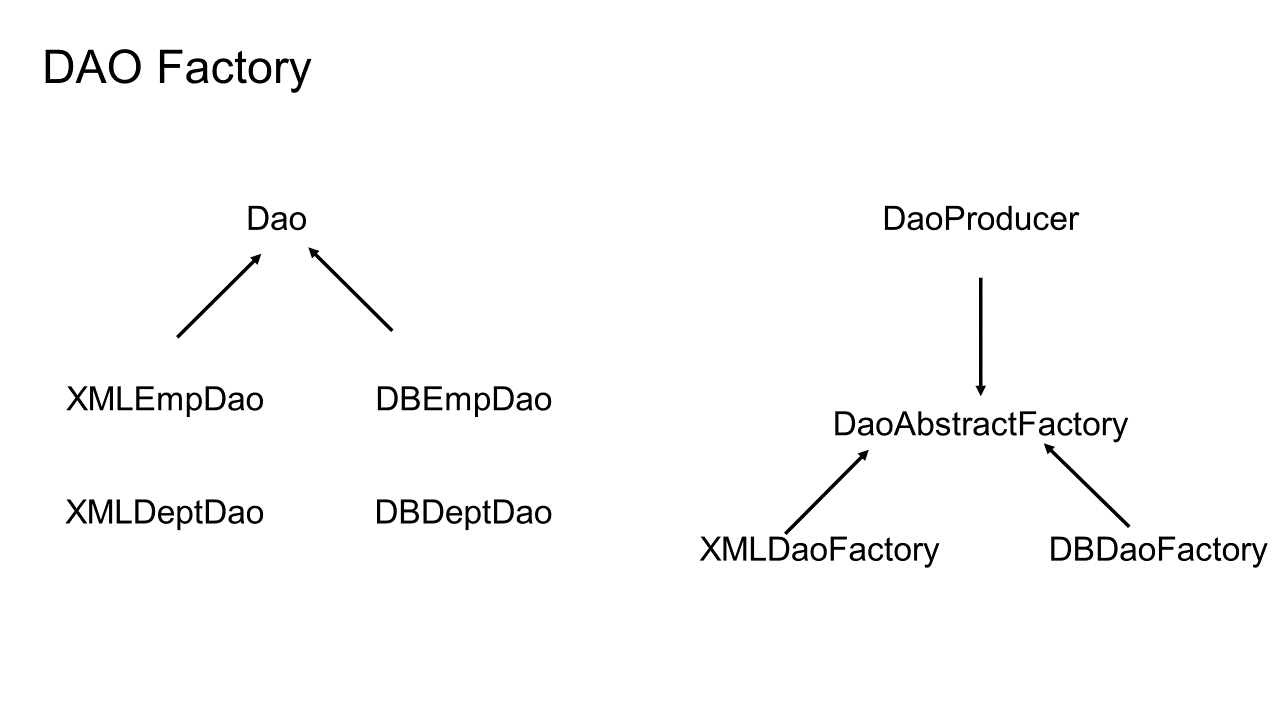 DAO Factory
Dao
XMLEmpDao
DBEmpDao
XMLDeptDao
DBDeptDao
DaoProducer
DaoAbstractFactory
XMLDaoFactory
DBDaoFactory